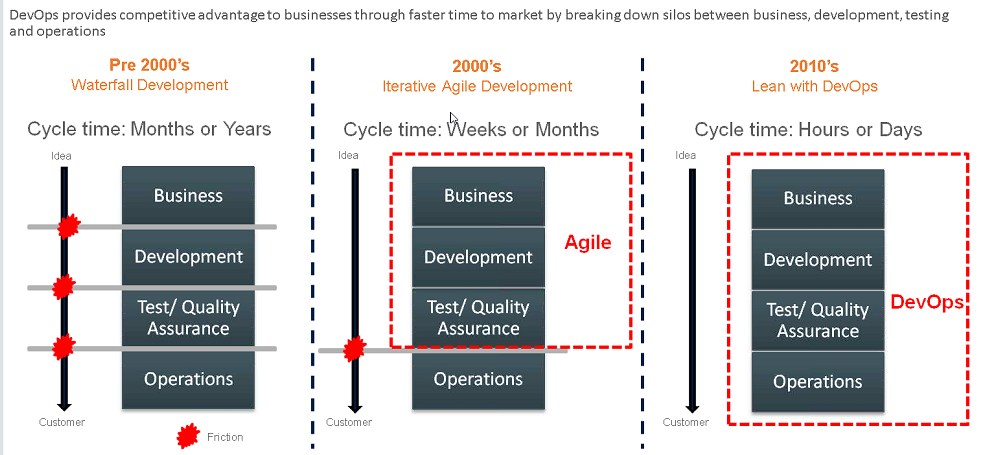 DevOps provides competitive advantage to businesses through faster time to market by breaking down silos between business, development, testing
and operations
Pre 2000's
Waterfall Development
Cycle time: Months or Years
Idea
Business
Development
Test/ Quality
Assurance
Operations
Customer
Friction
2000's
Iterative Agile Development
Cycle time: Weeks or Months
Idea
Business
Development
Test/ Quality
Assurance
Agile
Operations
Customer
2010's
Lean with DevOps
Cycle time: Hours or Days
Idea
Business
Development
Test/ Quality
Assurance
DevOps
Operations
Customer